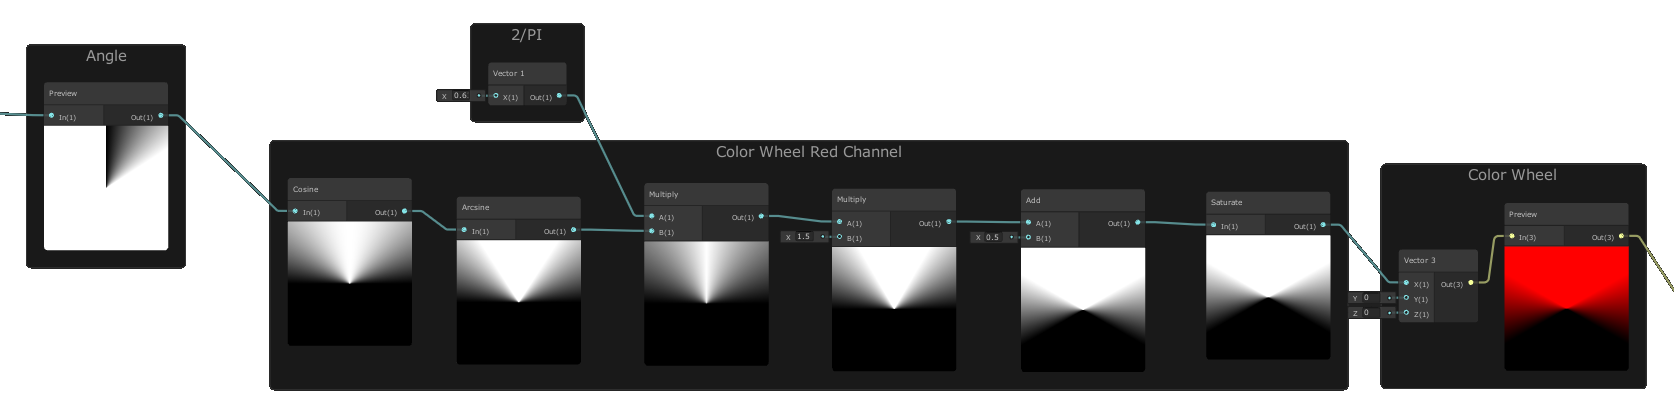 Angle
Preview
In(1) Out(1)
2/PI
Vector 1
X 0.6 X(1) Out(1)
Color Wheel Red Channel
Cosine
In(1) Out(1)
Arcsine
In(1) Out(1)
Multiply
A(1) Out(1)
B(1)
Multiply
A(1) Out(1)
X 1.5 B(1)
Add
A(1) Out(1)
X 0.5 B(1)
Saturate
In(1) Out(1)
Color Wheel
Vector 3
X(1) Out(3)
Y 0 Y(1)
Z 0 Z(1)
Preview
In(3) Out(3)